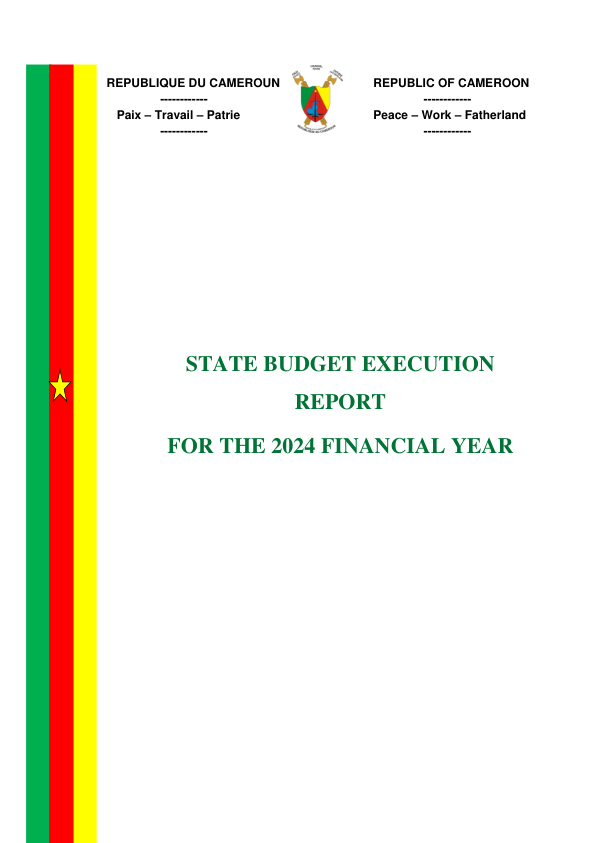 REPUBLIQUE DU CAMEROUN
------------
Paix – Travail – Patrie
------------
REPUBLIC OF CAMEROON
------------
Peace – Work – Fatherland
------------
STATE BUDGET EXECUTION
REPORT
FOR THE 2024 FINANCIAL YEAR